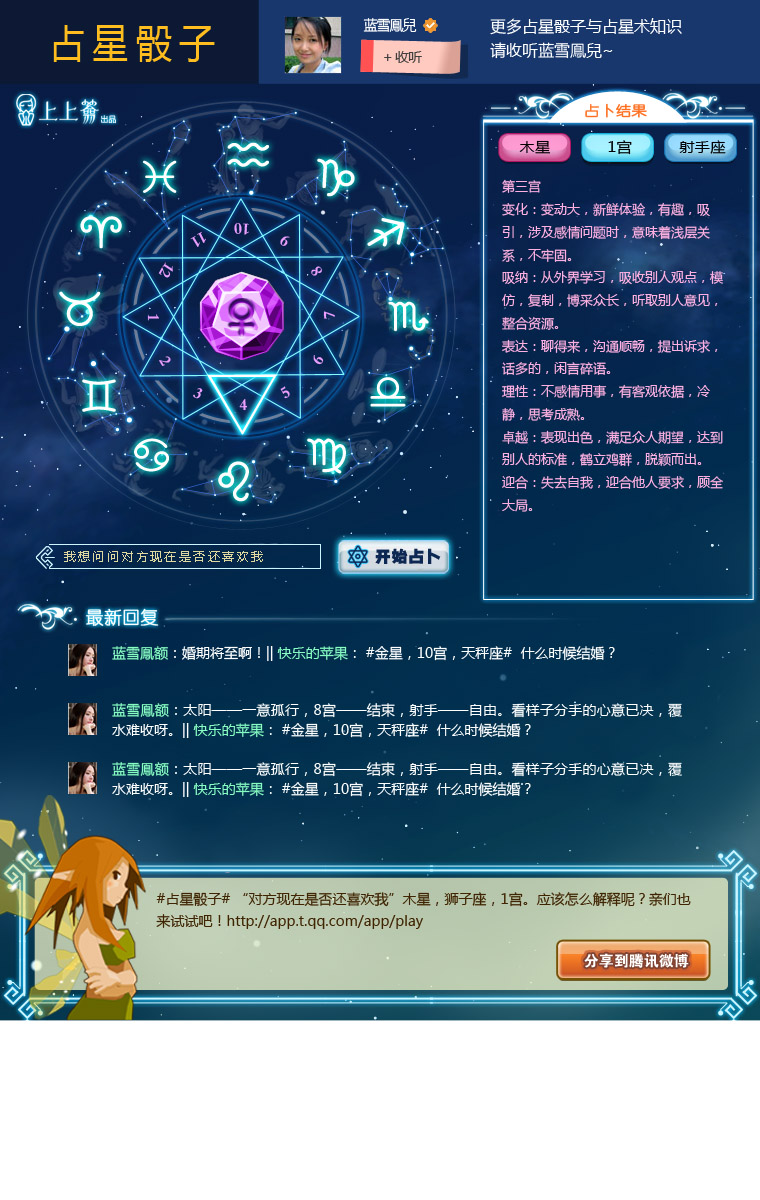 占星骰子
蓝雪鳳兒
+ 收听
更多占星骰子与占星术知识
请收听蓝雪鳳兒~
上上簽 出品
占卜结果
木星 1宫 射手座
第三宫
变化：变动大，新鲜体验，有趣，吸
引，涉及感情问题时，意味着浅层关
系，不牢固。
吸纳：从外界学习，吸收别人观点，模
仿，复制，博采众长，听取别人意见，
整合资源。
表达：聊得来，沟通顺畅，提出诉求，
话多的，闲言碎语。
理性：不感情用事，有客观依据，冷
静，思考成熟。
卓越：表现出色，满足众人期望，达到
别人的标准，鹤立鸡群，脱颖而出。
迎合：失去自我，迎合他人要求，顾全
大局。
10
11
9
12
8
1
7
2
6
3
4
5
我想问问对方现在是否还喜欢我
开始占卜
最新回复
蓝雪鳳额：婚期将至啊！|| 快乐的苹果： #金星，10宫，天秤座# 什么时候结婚？
蓝雪鳳额：太阳——一意孤行，8宫——结束，射手——自由。看样子分手的心意已决，覆
水难收呀。|| 快乐的苹果： #金星，10宫，天秤座# 什么时候结婚？
蓝雪鳳额：太阳——一意孤行，8宫——结束，射手——自由。看样子分手的心意已决，覆
水难收呀。|| 快乐的苹果： #金星，10宫，天秤座# 什么时候结婚？
#占星骰子# “对方现在是否还喜欢我”木星，狮子座，1宫。应该怎么解释呢？亲们也
来试试吧！http://app.t.qq.com/app/play
分享到腾讯微博